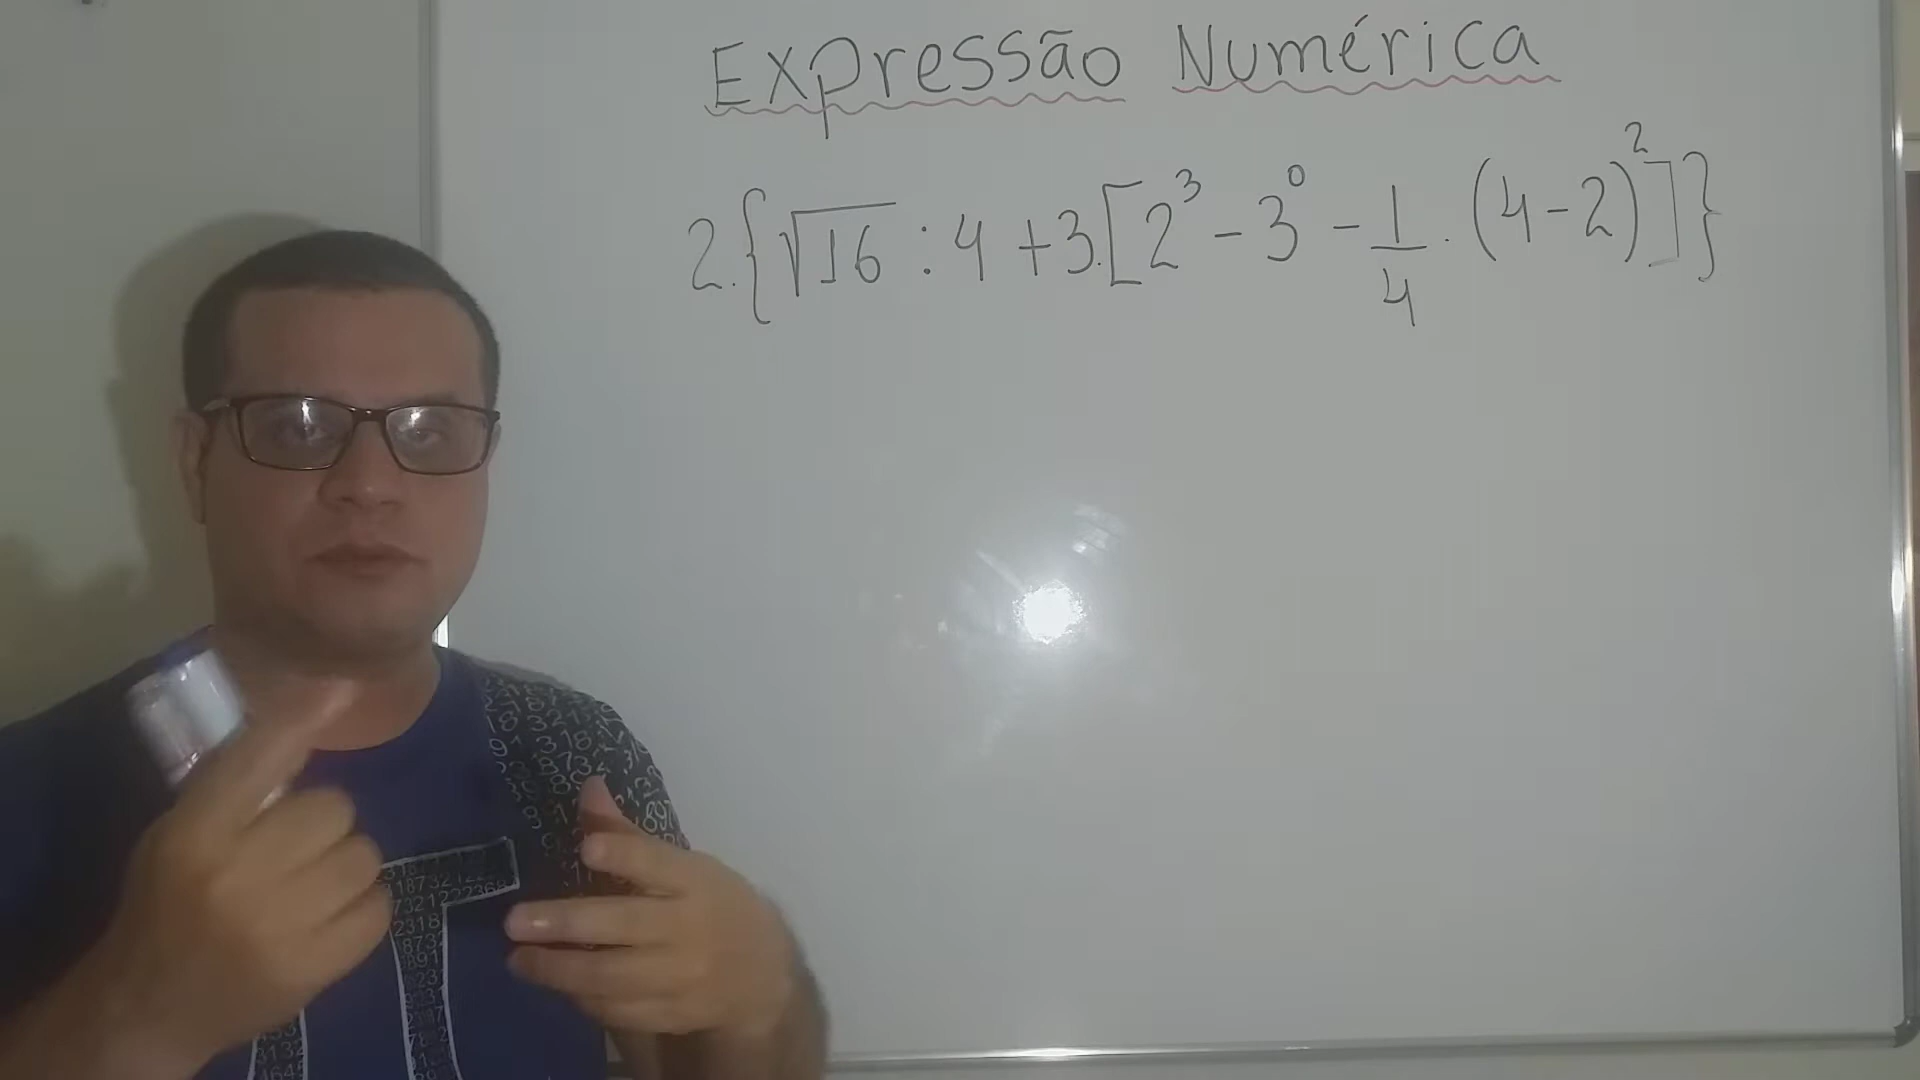 Expressão Numérica
2.{√16 : 4 + 3.[2³ - 3⁰ - 1/4 . (4-2)²]}